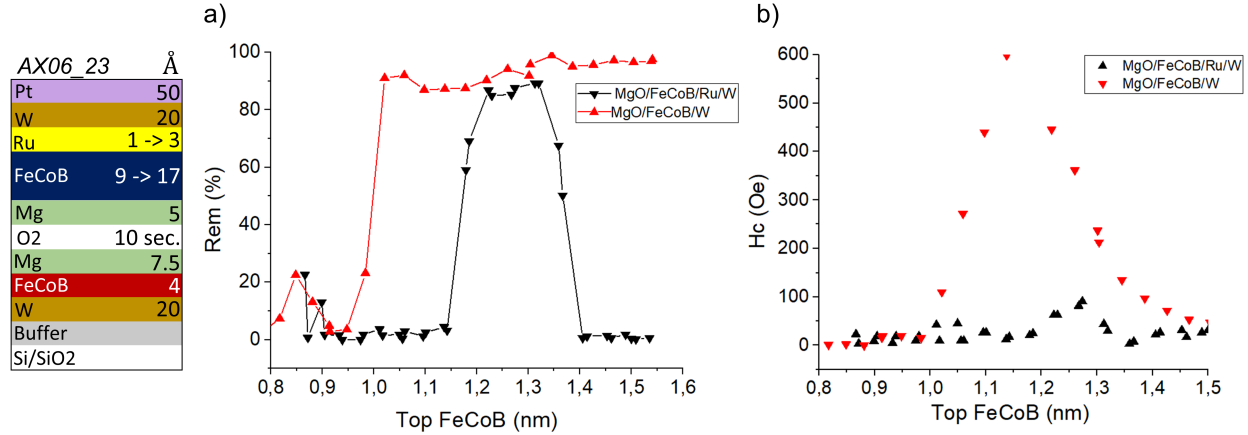 AX06_23 Å
Pt 50
W 20
Ru 1 -> 3
FeCoB 9 -> 17
Mg 5
O2 10 sec.
Mg 7.5
FeCoB 4
W 20
Buffer
Si/SiO2
a)
Rem (%)
100
80
60
40
20
0
0,8 0,9 1,0 1,1 1,2 1,3 1,4 1,5 1,6
Top FeCoB (nm)
MgO/FeCoB/Ru/W
MgO/FeCoB/W
b)
Hc (Oe)
600
500
400
300
200
100
0
0,8 0,9 1,0 1,1 1,2 1,3 1,4 1,5
Top FeCoB (nm)
MgO/FeCoB/Ru/W
MgO/FeCoB/W